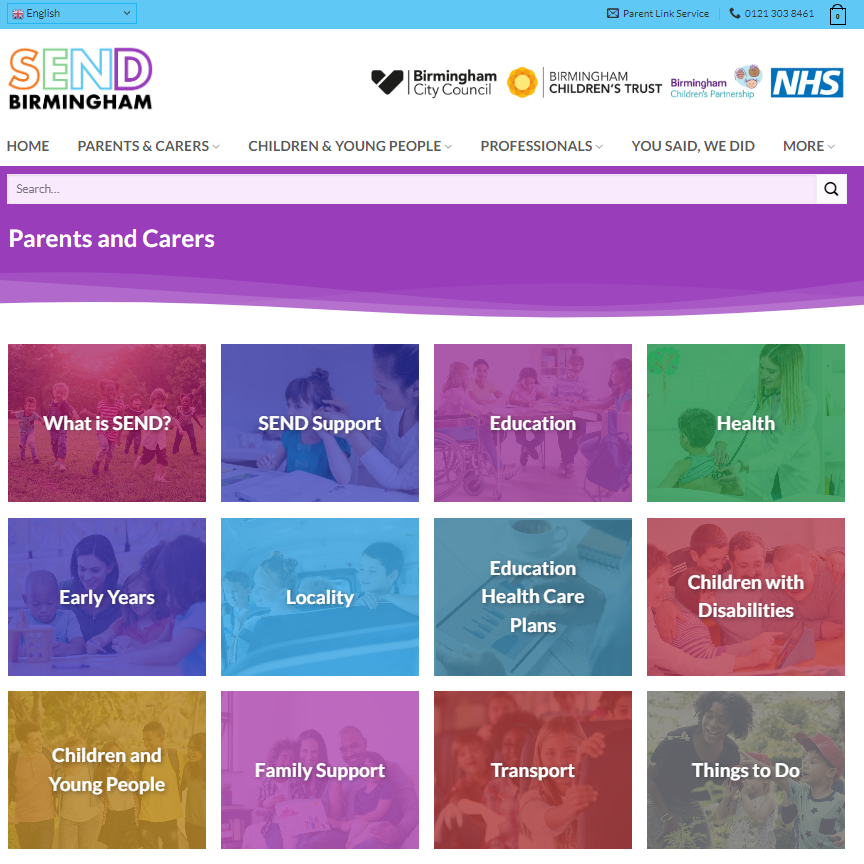 English
Parent Link Service
0121 303 8461
0
SEND
BIRMINGHAM
Birmingham
City Council
BIRMINGHAM
CHILDREN'S TRUST
Birmingham
Children's Partnership
NHS
HOME
PARENTS & CARERS
CHILDREN & YOUNG PEOPLE
PROFESSIONALS
YOU SAID, WE DID
MORE
Search...
Parents and Carers
What is SEND?
SEND Support
Education
Health
Early Years
Locality
Education
Health Care
Plans
Children with
Disabilities
Children and
Young People
Family Support
Transport
Things to Do